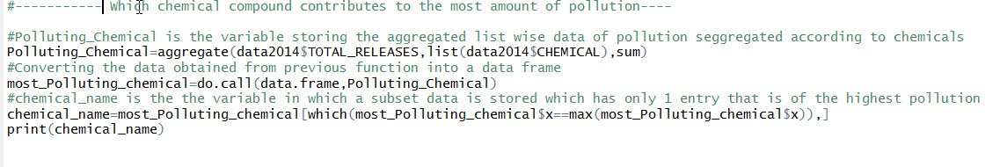 #----------- Which chemical compound contributes to the most amount of pollution----
#Polluting_Chemical is the variable storing the aggregated list wise data of pollution seggregated according to chemicals
Polluting_Chemical=aggregate(data2014$TOTAL_RELEASES,list(data2014$CHEMICAL),sum)
#Converting the data obtained from previous function into a data frame
most_Polluting_chemical=do.call(data.frame,Polluting_Chemical)
#chemical_name is the the variable in which a subset data is stored which has only 1 entry that is of the highest pollution
chemical_name=most_Polluting_chemical[which(most_Polluting_chemical$x==max(most_Polluting_chemical$x)),]
print(chemical_name)